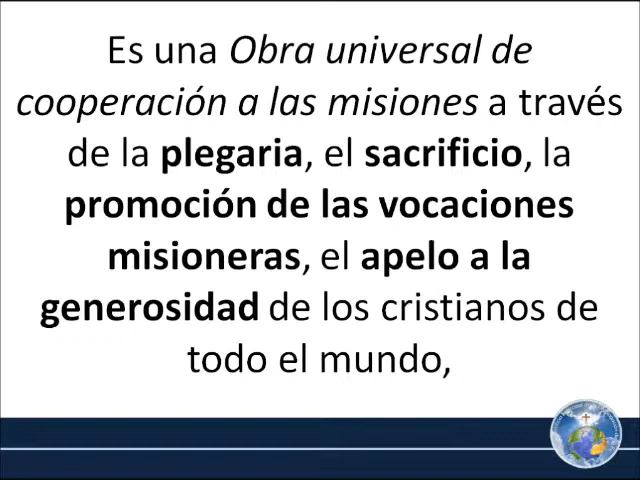 Es una Obra universal de
cooperación a las misiones a través
de la plegaria, el sacrificio, la
promoción de las vocaciones
misioneras, el apelo a la
generosidad de los cristianos de
todo el mundo,